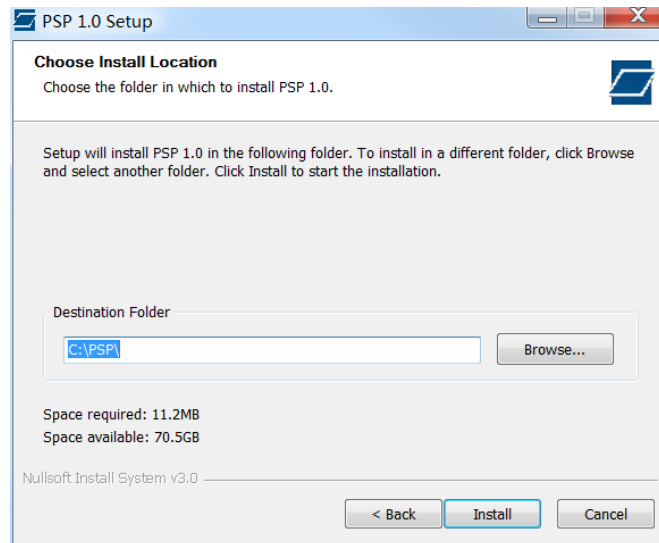 PSP 1.0 Setup
Choose Install Location
Choose the folder in which to install PSP 1.0.
Setup will install PSP 1.0 in the following folder. To install in a different folder, click Browse
and select another folder. Click Install to start the installation.
Destination Folder
C:\PSP\
Browse...
Space required: 11.2MB
Space available: 70.5GB
Nullsoft Install System v3.0
< Back
Install
Cancel